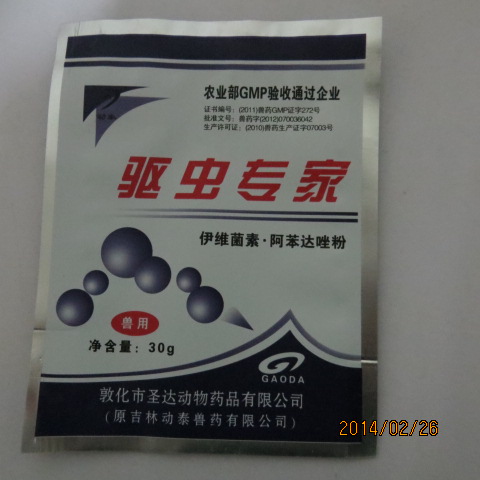 农业部GMP验收通过企业
证书编号：(2011)兽药GMP证字272号
批准文号：兽药字(2012)070036042
生产许可证：(2010)兽药生产证字07003号
驱虫专家
伊维菌素·阿苯达唑粉
兽用
净含量：30g
GAODA
敦化市圣达动物药品有限公司
(原吉林动泰兽药有限公司)
2014/02/26